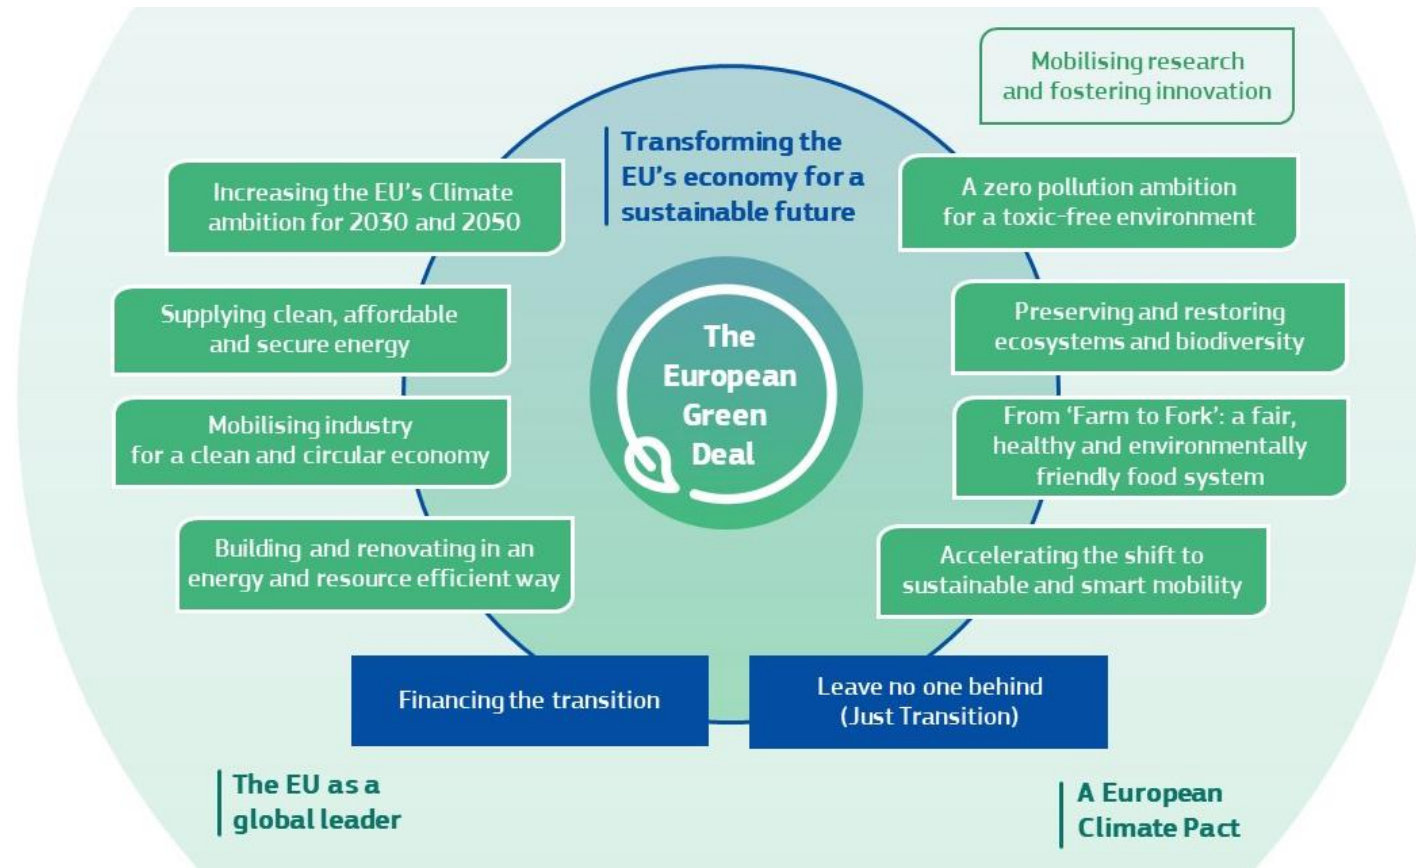 Mobilising research
and fostering innovation
Transforming the
EU's economy for a
sustainable future
Increasing the EU's Climate
ambition for 2030 and 2050
A zero pollution ambition
for a toxic-free environment
Supplying clean, affordable
and secure energy
Preserving and restoring
ecosystems and biodiversity
The
European
Green
Deal
Mobilising industry
for a clean and circular economy
From ‘Farm to Fork’: a fair,
healthy and environmentally
friendly food system
Building and renovating in an
energy and resource efficient way
Accelerating the shift to
sustainable and smart mobility
Financing the transition
Leave no one behind
(Just Transition)
The EU as a
global leader
A European
Climate Pact